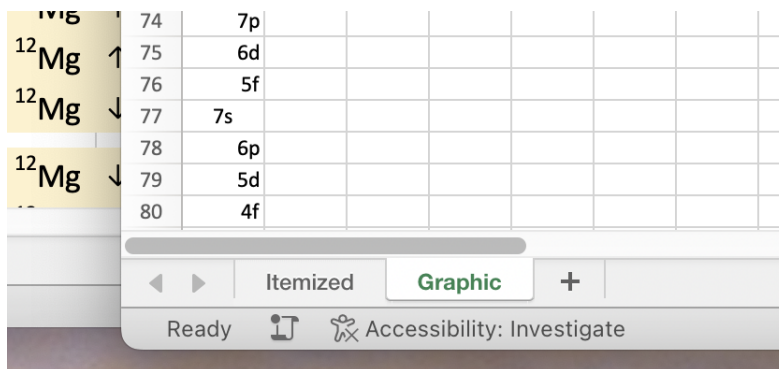 Mg ↑ 74 7p
12Mg ↑ 75 6d
76 5f
12Mg ↓ 77 7s
78 6p
12Mg ↓ 79 5d
80 4f
Itemized Graphic +
Ready Accessibility: Investigate